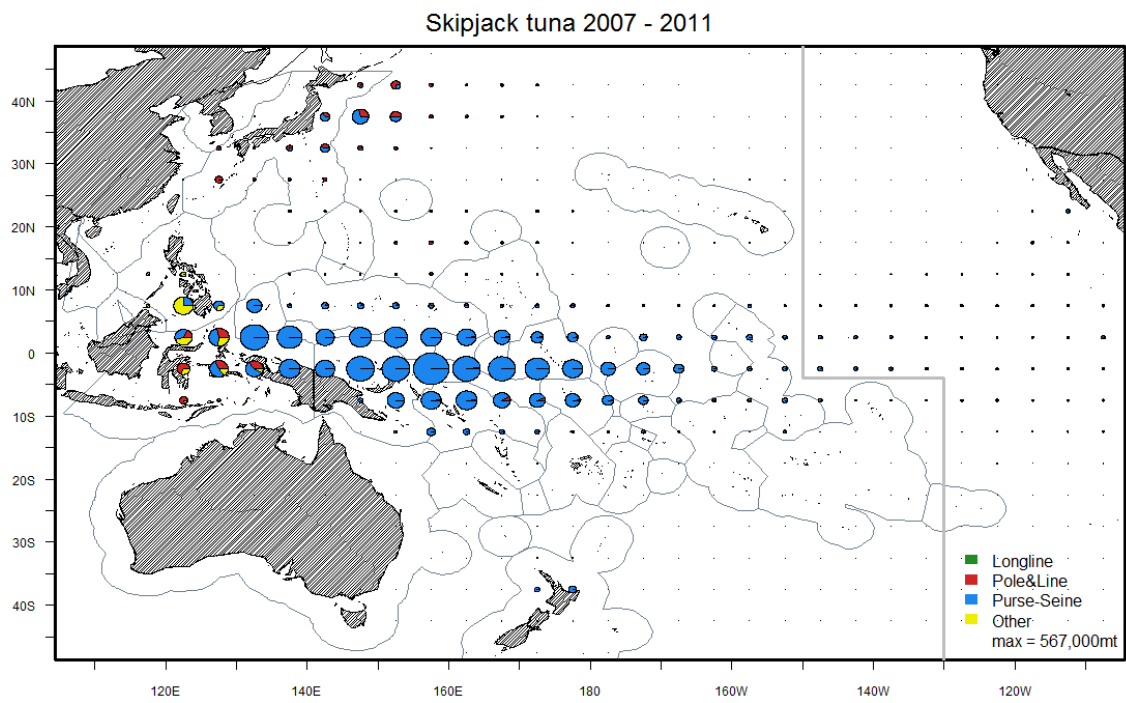 Skipjack tuna 2007 - 2011
40N
30N
20N
10N
0
10S
20S
30S
40S
Longline
Pole&Line
Purse-Seine
Other
max = 567,000mt
120E
140E
160E
180
160W
140W
120W